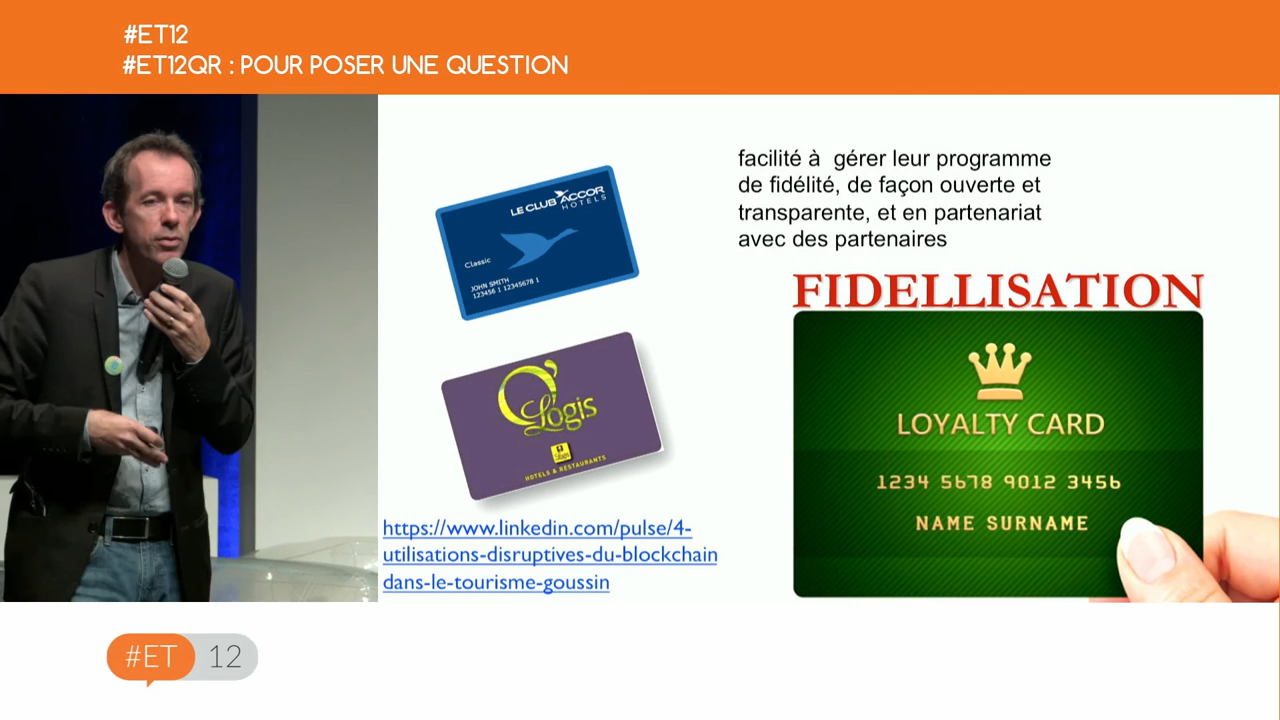 #ET12
#ET12QR : POUR POSER UNE QUESTION
facilité à  gérer leur programme
de fidélité, de façon ouverte et
transparente, et en partenariat
avec des partenaires
LE CLUB ACCOR
HOTELS
Classic
JOHN SMITH
123456 1 12345678 1
FIDELLISATION
LOYALTY CARD
1234 5678 9012 3456
NAME SURNAME
O'Logis
Logis
HOTELS & RESTAURANTS
https://www.linkedin.com/pulse/4-
utilisations-disruptives-du-blockchain
dans-le-tourisme-goussin
#ET 12